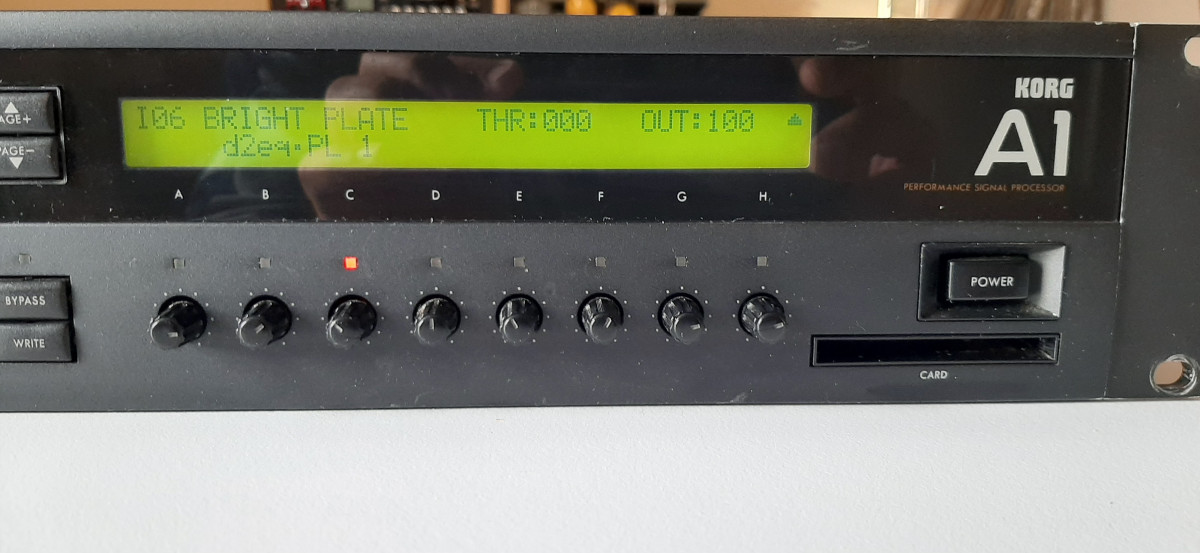 KORG
A1
PERFORMANCE SIGNAL PROCESSOR
I06 BRIGHT PLATE THR:000 OUT:100
d2eq·PL 1
AGE+
PAGE-
A B C D E F G H
BYPASS
WRITE
POWER
CARD